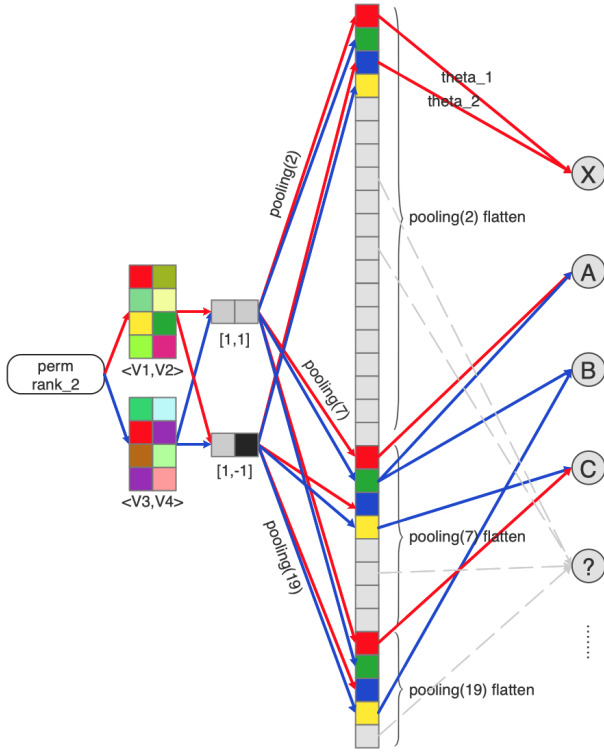 theta_1
theta_2
pooling(2)
X
pooling(2) flatten
A
<V1,V2>
[1,1]
perm
rank_2
pooling(7)
B
<V3,V4>
[1,-1]
C
pooling(7) flatten
pooling(19)
?
......
pooling(19) flatten